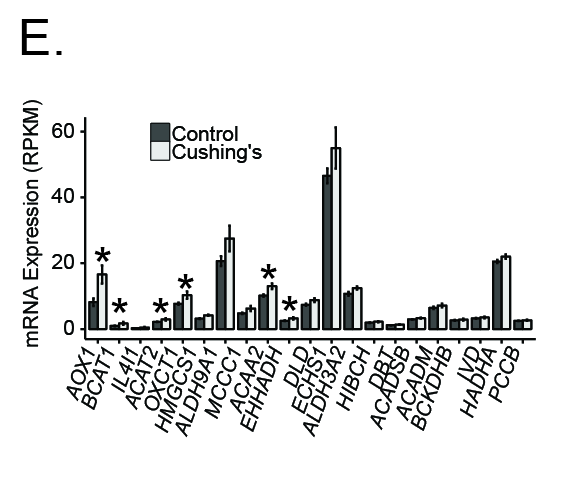 E.
mRNA Expression (RPKM)
60
40
20
0
Control
Cushing's
*
*
*
*
*
*
AOX1
BCAT1
IL4I1
ACAT2
OXCT1
HMGCS1
ALDH9A1
MCCC1
ACAA2
EHHADH
DLD
ECHS1
ALDH3A2
HIBCH
DBT
ACADSB
ACADM
BCKDHB
IVD
HADHA
PCCB